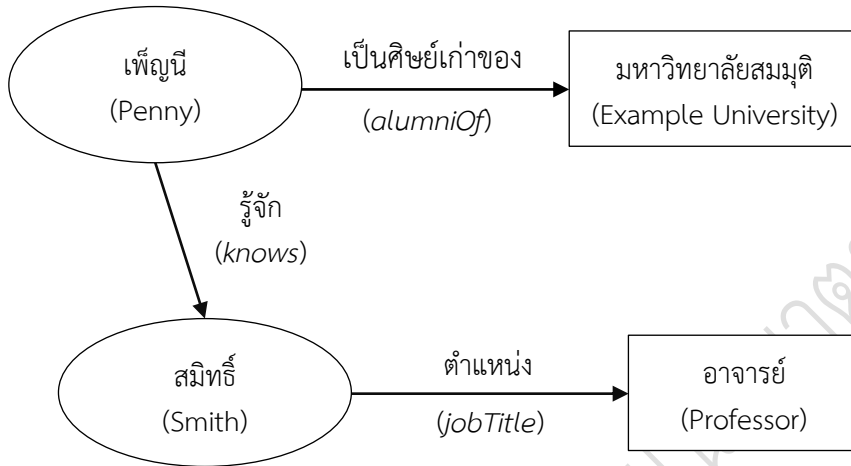 เพ็ญนี
(Penny)
เป็นศิษย์เก่าของ
(alumniOf)
มหาวิทยาลัยสมมุติ
(Example University)
รู้จัก
(knows)
สมิทธิ์
(Smith)
ตำแหน่ง
(jobTitle)
อาจารย์
(Professor)